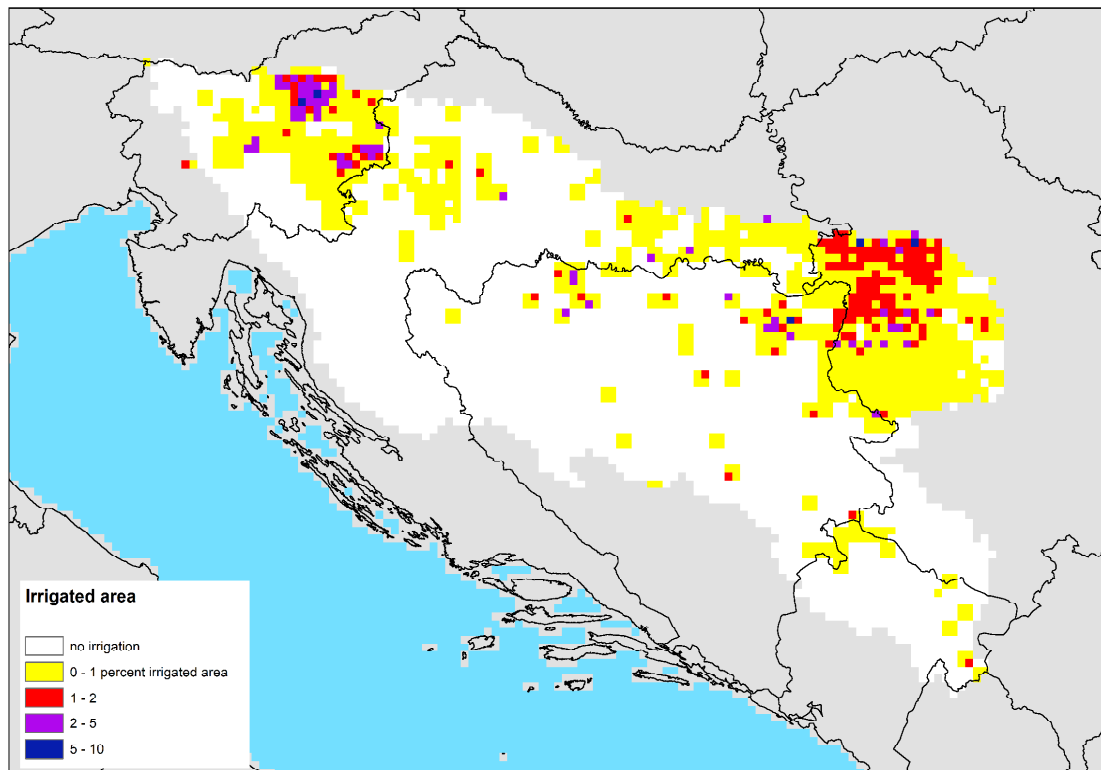 Irrigated area
no irrigation
0 - 1 percent irrigated area
1 - 2
2 - 5
5 - 10